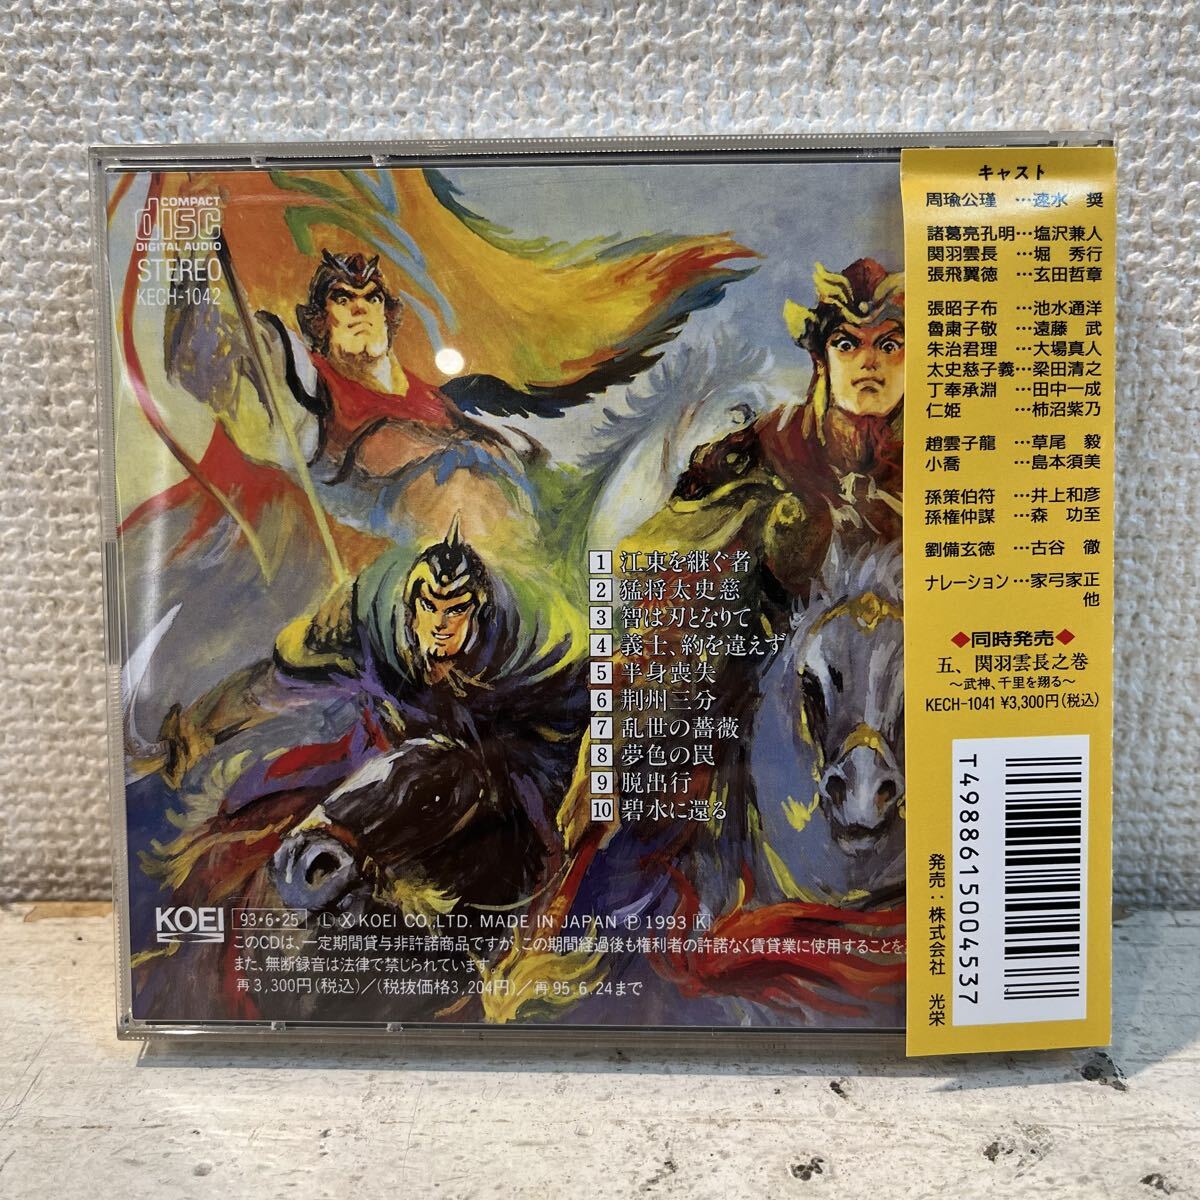 COMPACT
disc
DIGITAL AUDIO
STEREO
KECH-1042
1 江東を継ぐ者
2 猛将太史慈
3 智は刃となりて
4 義士、約を違えず
5 半身喪失
6 荊州三分
7 乱世の薔薇
8 夢色の罠
9 脱出行
10 碧水に還る
KOEI 93・6・25 Ⓛ Ⓧ KOEI CO.,LTD. MADE IN JAPAN Ⓟ 1993 K
このCDは、一定期間貸与非許諾商品ですが、この期間経過後も権利者の許諾なく賃貸業に使用することを
また、無断録音は法律で禁じられています。
再3,300円(税込)/(税抜価格3,204円)/再95.6.24まで
キャスト
周瑜公瑾 …速水 奨
諸葛亮孔明…塩沢兼人
関羽雲長 …堀 秀行
張飛翼徳 …玄田哲章
張昭子布 …池水通洋
魯粛子敬 …遠藤 武
朱治君理 …大場真人
太史慈子義…梁田清之
丁奉承淵 …田中一成
仁姫 …柿沼紫乃
趙雲子龍 …草尾 毅
小喬 …島本須美
孫策伯符 …井上和彦
孫権仲謀 …森 功至
劉備玄徳 …古谷 徹
ナレーション…家弓家正
他
◆同時発売◆
五、関羽雲長之巻
〜武神、千里を翔る〜
KECH-1041 ¥3,300円(税込)
T4988615004537
発売:株式会社 光栄